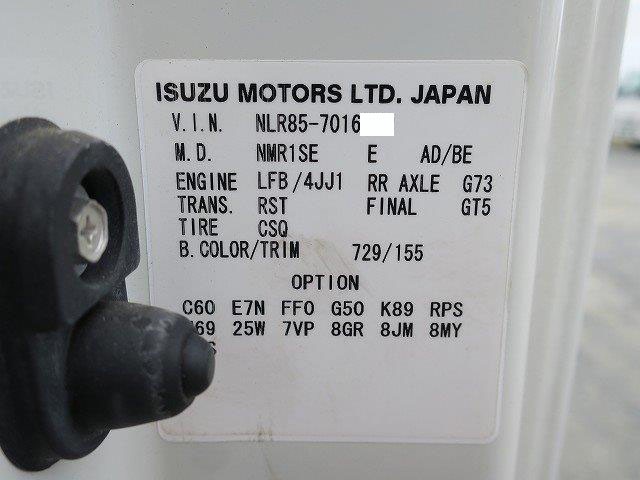 ISUZU MOTORS LTD. JAPAN
V.I.N. NLR85-7016
M.D. NMR1SE E AD/BE
ENGINE LFB/4JJ1 RR AXLE G73
TRANS. RST FINAL GT5
TIRE CSQ
B.COLOR/TRIM 729/155
OPTION
C60 E7N FF0 G50 K89 RPS
69 25W 7VP 8GR 8JM 8MY